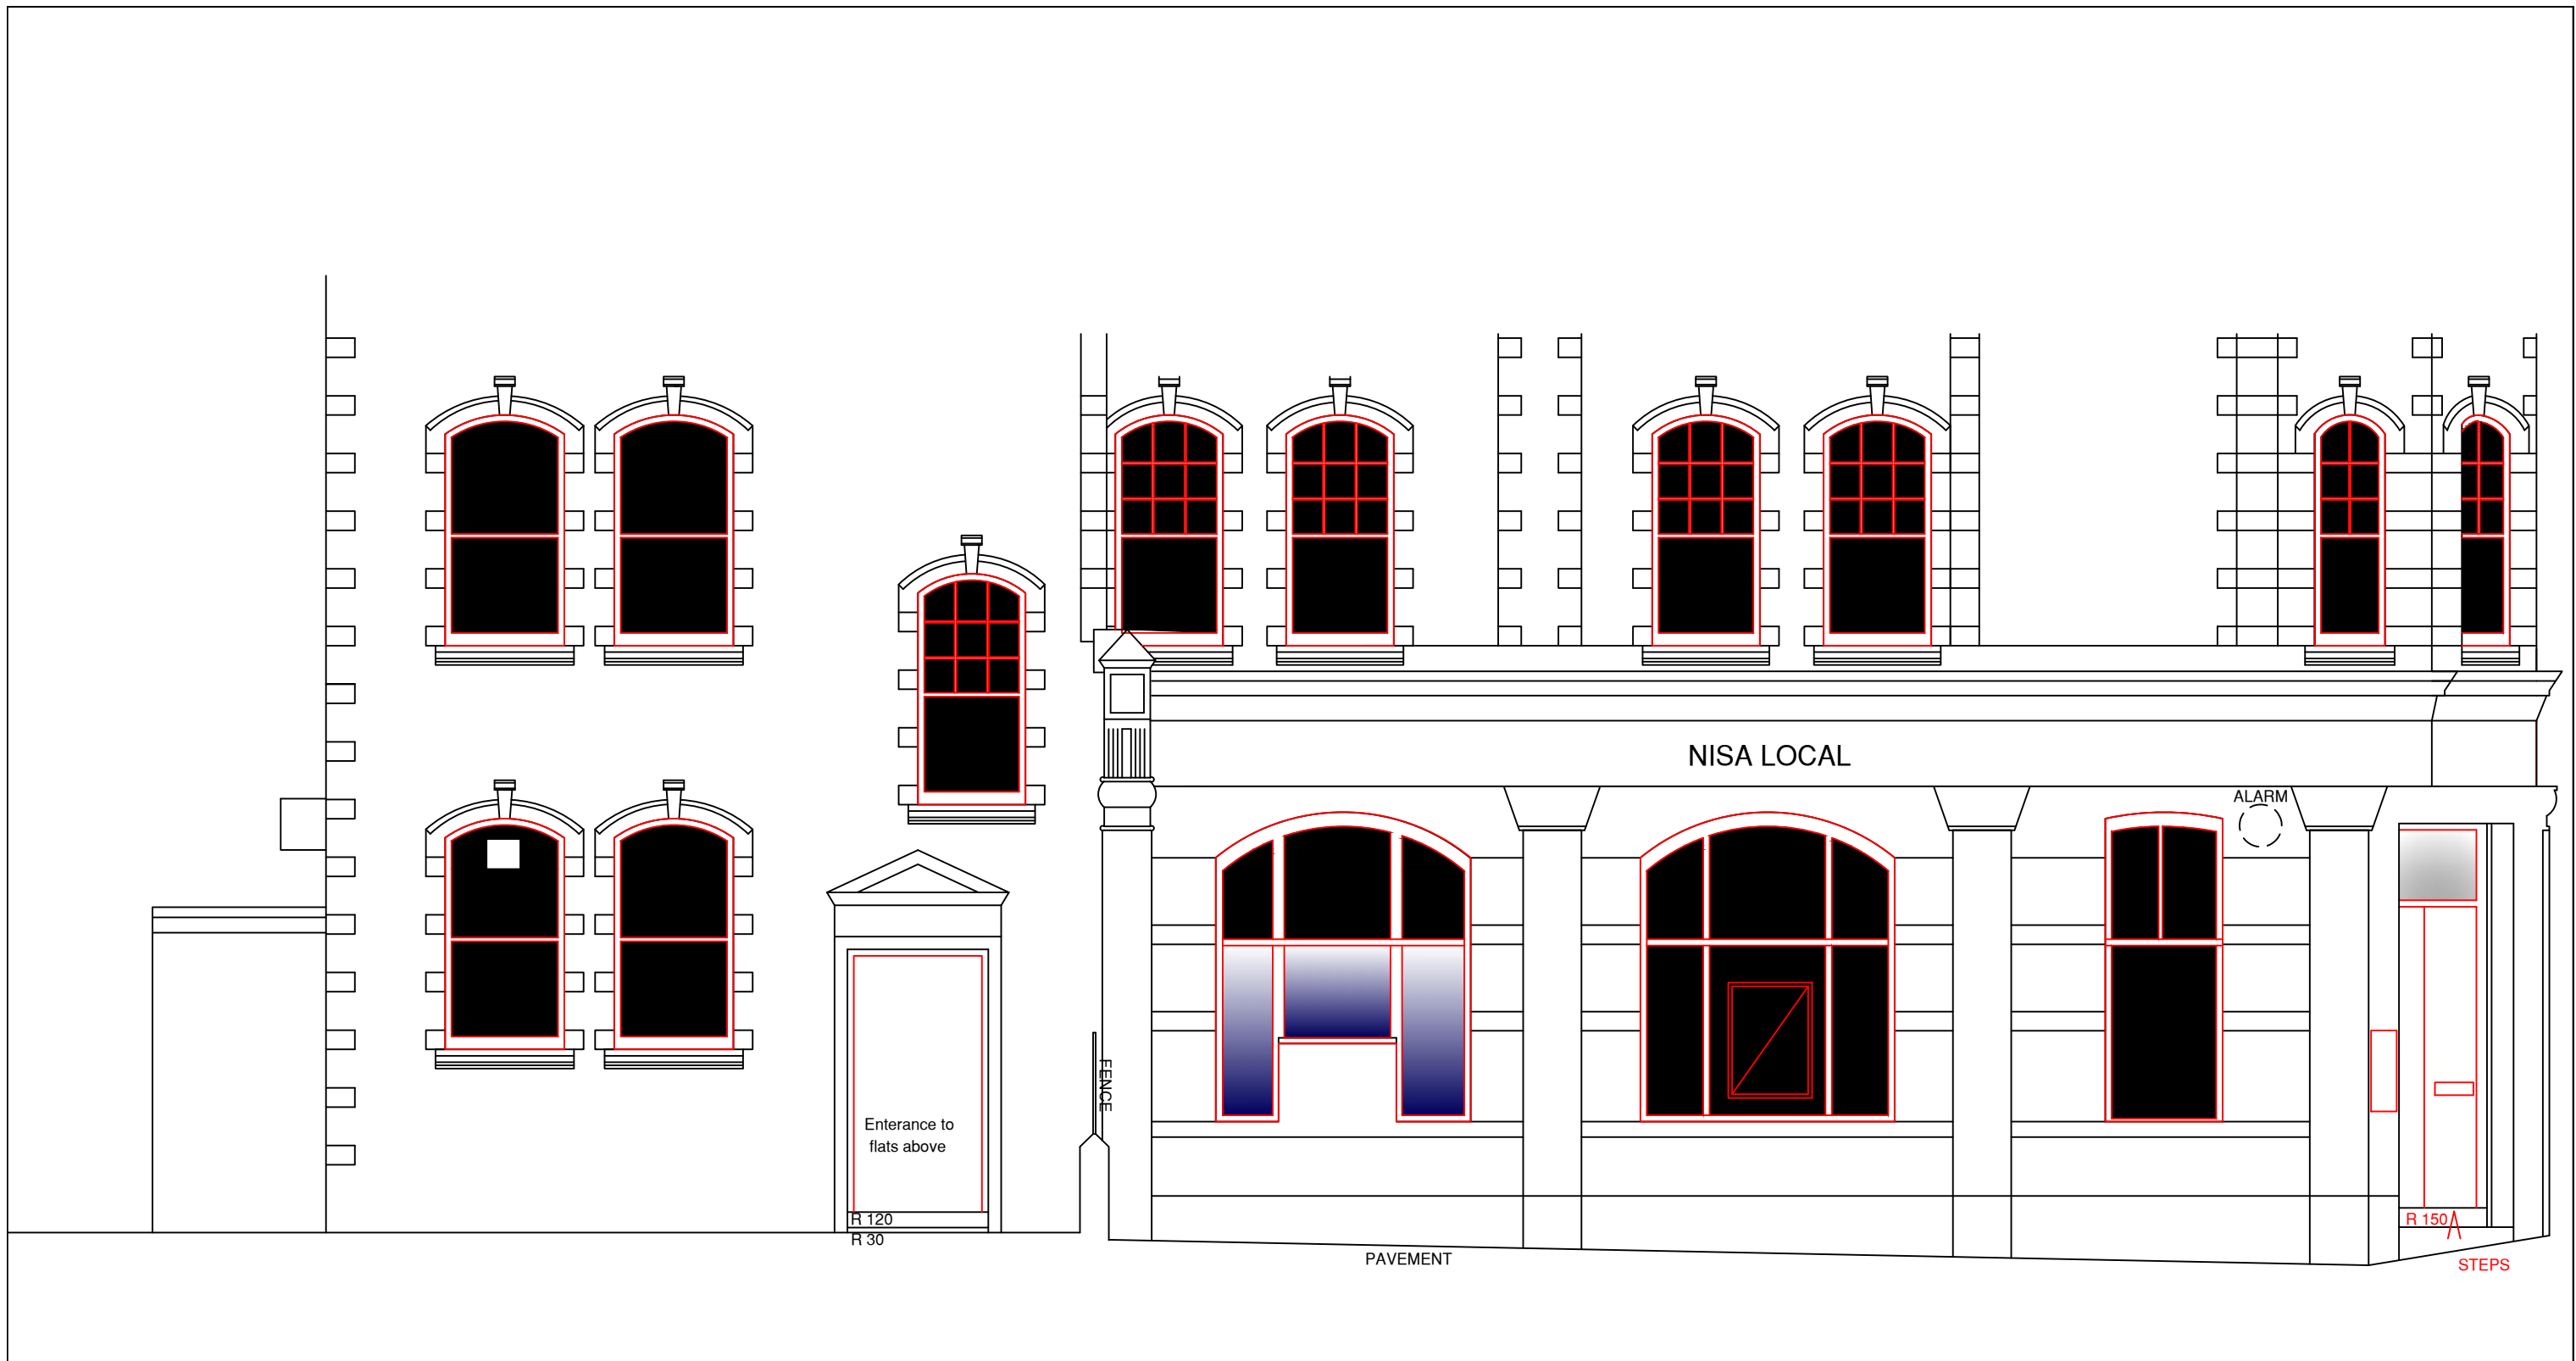 NISA LOCAL
ALARM
FENCE
Enterance to
flats above
R 120
R 30
PAVEMENT
R 150
STEPS